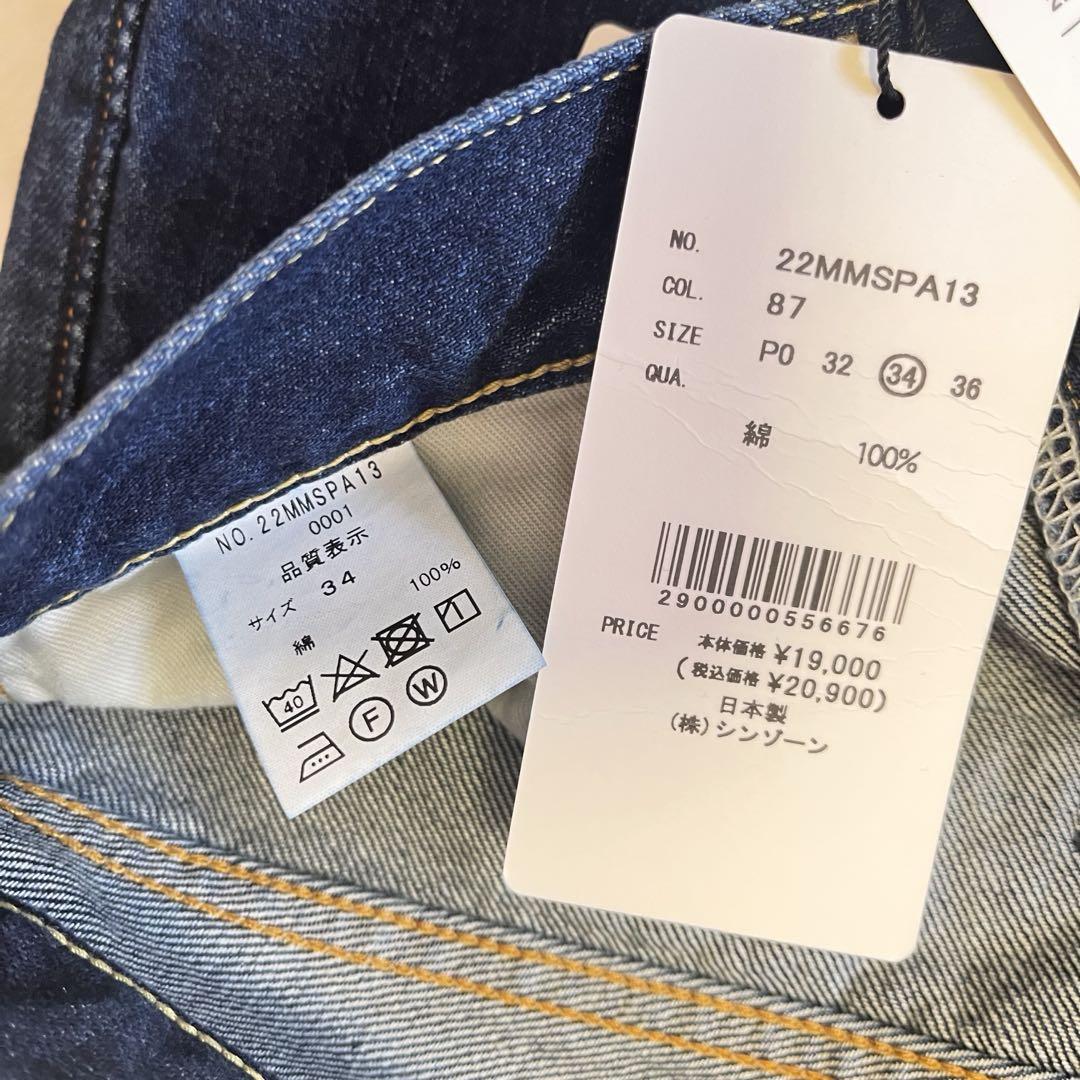 NO. 22MMSPA13
COL. 87
SIZE P0 32 34 36
QUA.
綿 100%
2900000556676
PRICE 本体価格 ¥19,000
(税込価格 ¥20,900)
日本製
(株)シンゾーン
NO.22MMSPA13
0001
品質表示
サイズ 34
綿 100%
40
F W